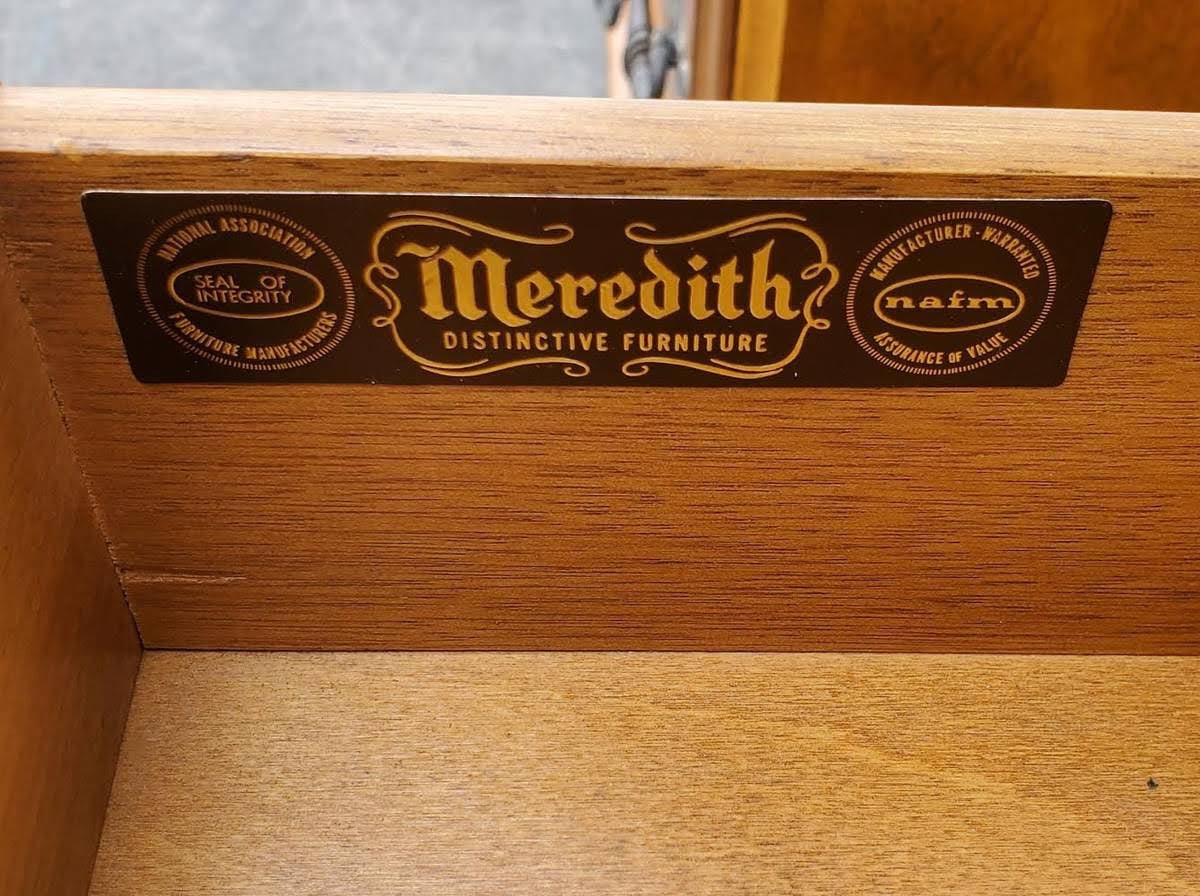 NATIONAL ASSOCIATION
SEAL OF
INTEGRITY
FURNITURE MANUFACTURERS
Meredith
DISTINCTIVE FURNITURE
MANUFACTURER-WARRANTED
nafm
ASSURANCE OF VALUE